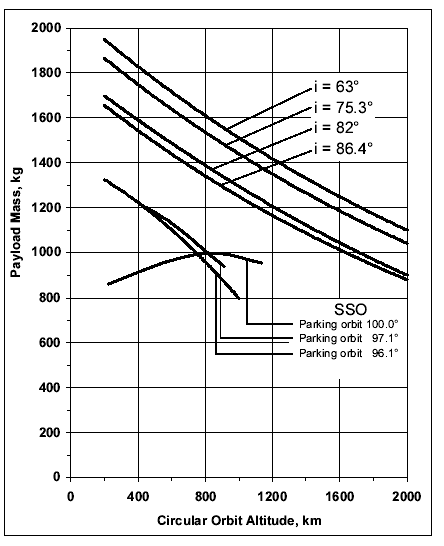 2000
1800
1600
1400
1200
1000
800
600
400
200
0
Payload Mass, kg
i = 63°
i = 75.3°
i = 82°
i = 86.4°
SSO
Parking orbit 100.0°
Parking orbit 97.1°
Parking orbit 96.1°
0 400 800 1200 1600 2000
Circular Orbit Altitude, km